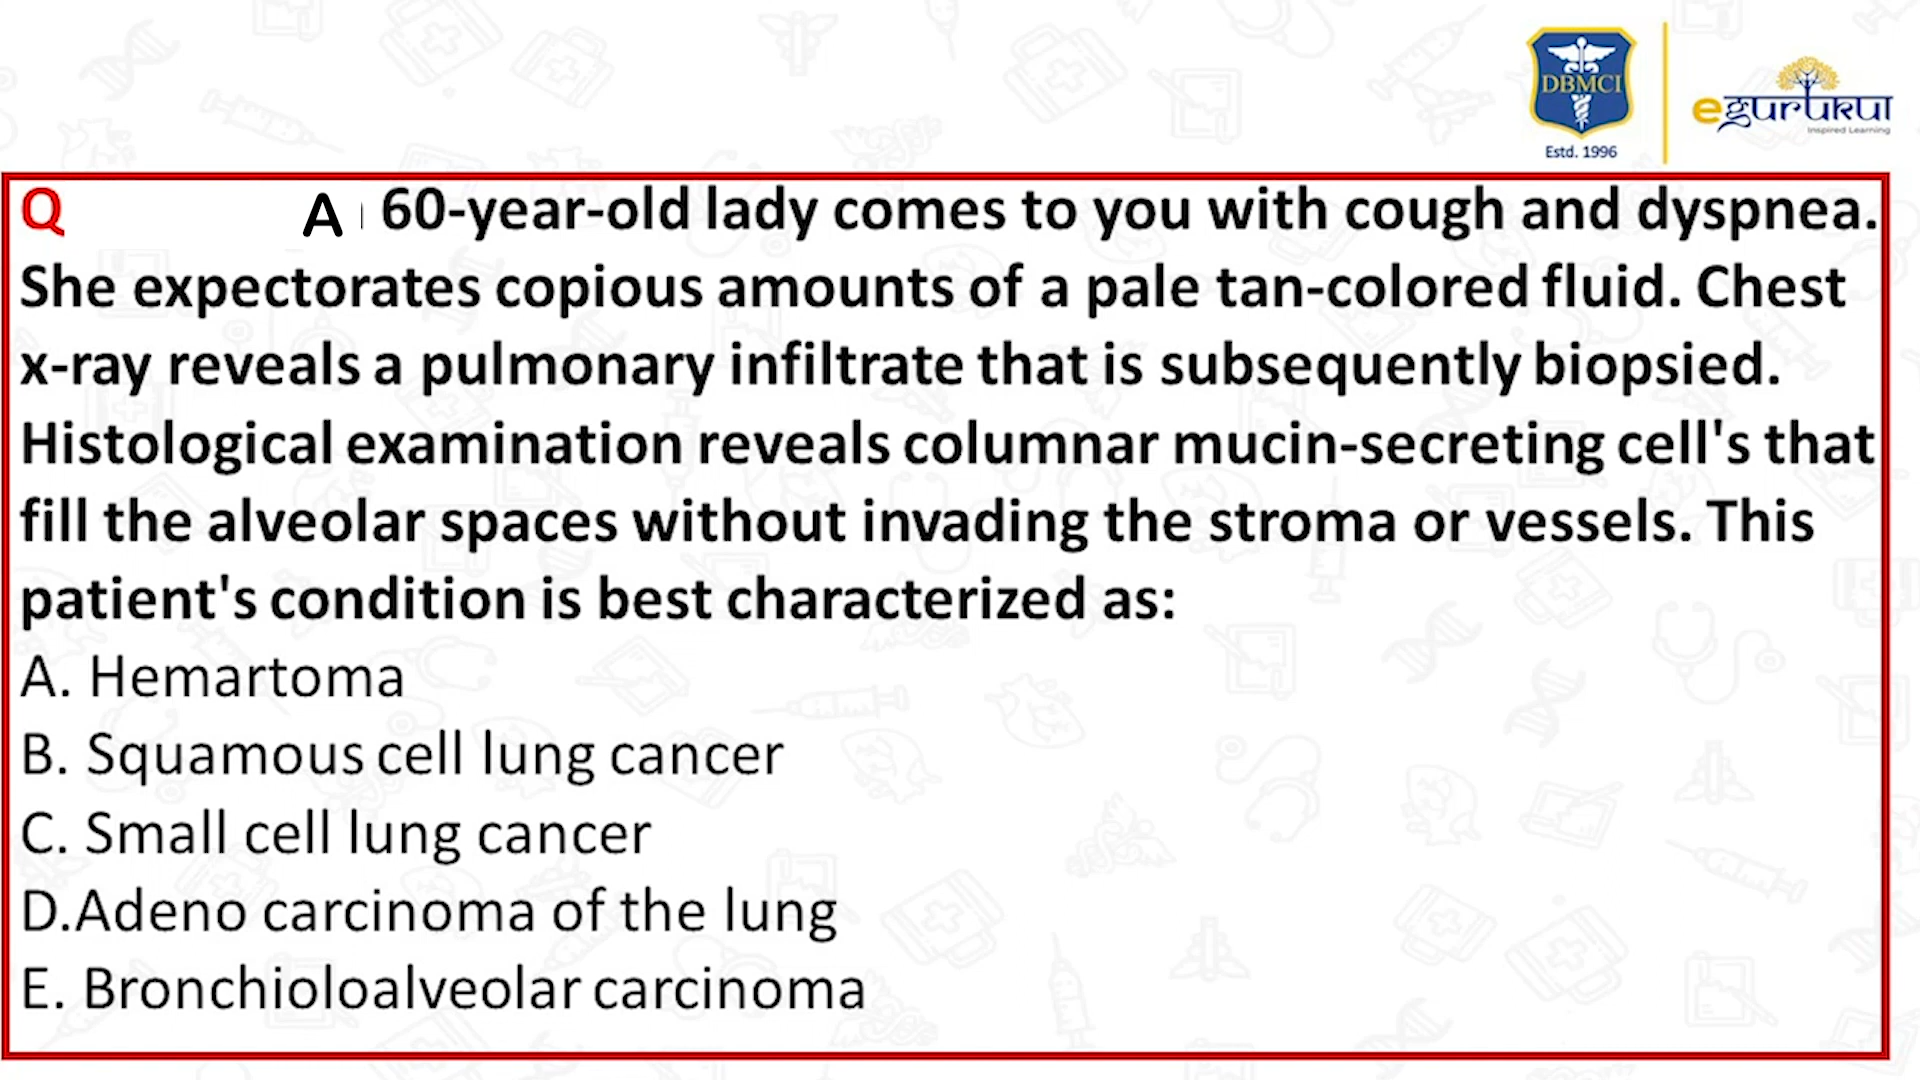 DBMCI
Estd. 1996
egurukul
Inspired Learning
Q A 60-year-old lady comes to you with cough and dyspnea.
She expectorates copious amounts of a pale tan-colored fluid. Chest
x-ray reveals a pulmonary infiltrate that is subsequently biopsied.
Histological examination reveals columnar mucin-secreting cell's that
fill the alveolar spaces without invading the stroma or vessels. This
patient's condition is best characterized as:
A. Hemartoma
B. Squamous cell lung cancer
C. Small cell lung cancer
D.Adeno carcinoma of the lung
E. Bronchioloalveolar carcinoma